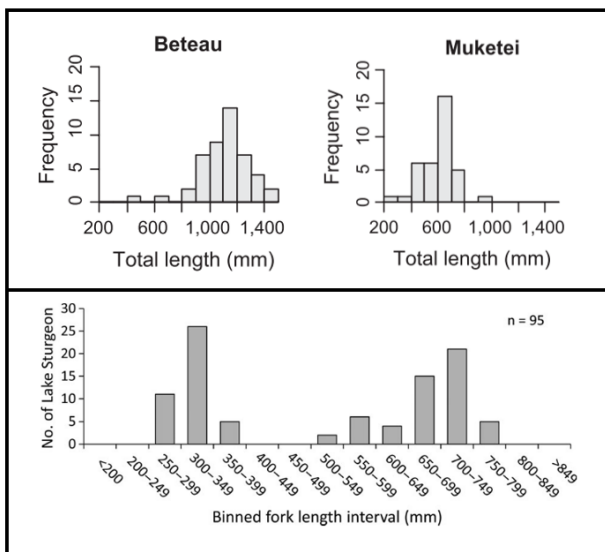 Beteau
Muketei
Frequency
0 5 10 15 20
200 600 1,000 1,400
Total length (mm)
Frequency
0 5 10 15 20
200 600 1,000 1,400
Total length (mm)
No. of Lake Sturgeon
30
25
20
15
10
5
0
n = 95
<200
200–249
250–299
300–349
350–399
400–449
450–499
500–549
550–599
600–649
650–699
700–749
750–799
800–849
>849
Binned fork length interval (mm)